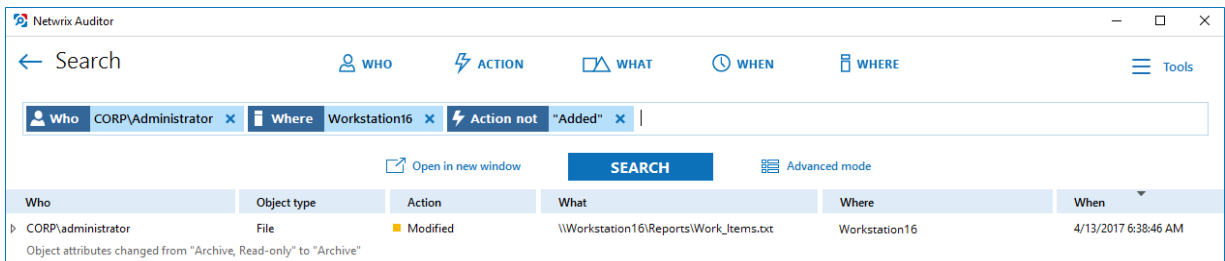 Netwrix Auditor
Search
WHO
ACTION
WHAT
WHEN
WHERE
Tools
Who CORP\Administrator × Where Workstation16 × Action not "Added" ×
Open in new window
SEARCH
Advanced mode
Who Object type Action What Where When
CORP\administrator File Modified \\Workstation16\Reports\Work_Items.txt Workstation16 4/13/2017 6:38:46 AM
Object attributes changed from "Archive, Read-only" to "Archive"